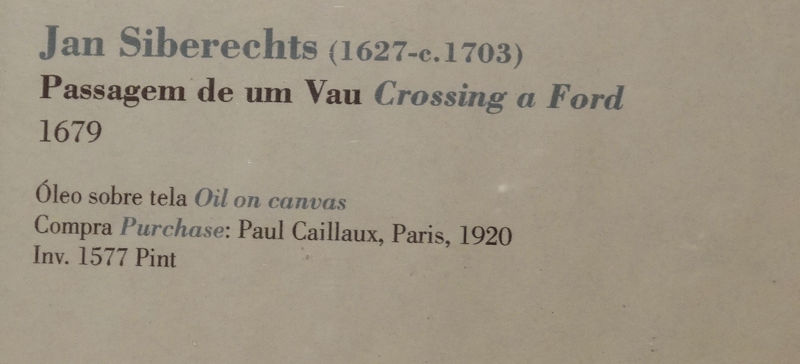 Jan Siberechts (1627-c.1703)
Passagem de um Vau Crossing a Ford
1679
Óleo sobre tela Oil on canvas
Compra Purchase: Paul Caillaux, Paris, 1920
Inv. 1577 Pint